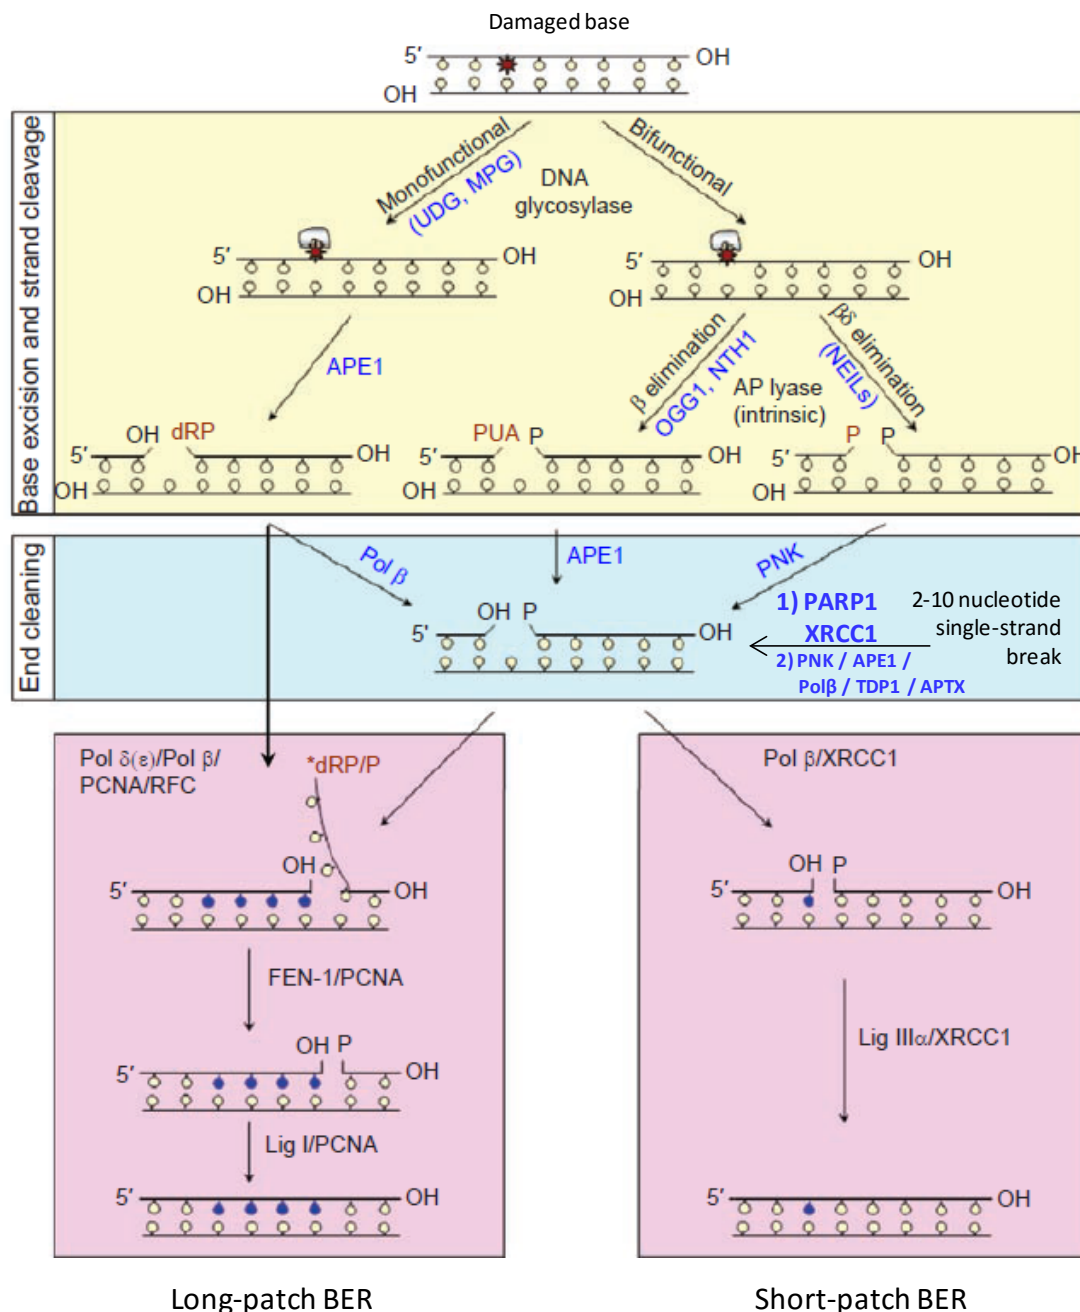 Damaged base
5′
OH
OH
Base excision and strand cleavage
Monofunctional
(UDG, MPG)
DNA
glycosylase
Bifunctional
5′
OH
OH
5′
OH
OH
APE1
β elimination
OGG1, NTH1
AP lyase
(intrinsic)
βδ elimination
(NEILs)
OH
dRP
5′
OH
OH
PUA
P
5′
OH
OH
P
P
5′
OH
OH
End cleaning
Pol β
APE1
PNK
OH
P
5′
OH
1) PARP1
XRCC1
2) PNK / APE1 /
Polβ / TDP1 / APTX
2-10 nucleotide
single-strand
break
Pol δ(ε)/Pol β/
PCNA/RFC
*dRP/P
OH
5′
OH
FEN-1/PCNA
OH
P
5′
OH
Lig I/PCNA
5′
OH
Pol β/XRCC1
OH
P
5′
OH
Lig IIIα/XRCC1
5′
OH
Long-patch BER
Short-patch BER